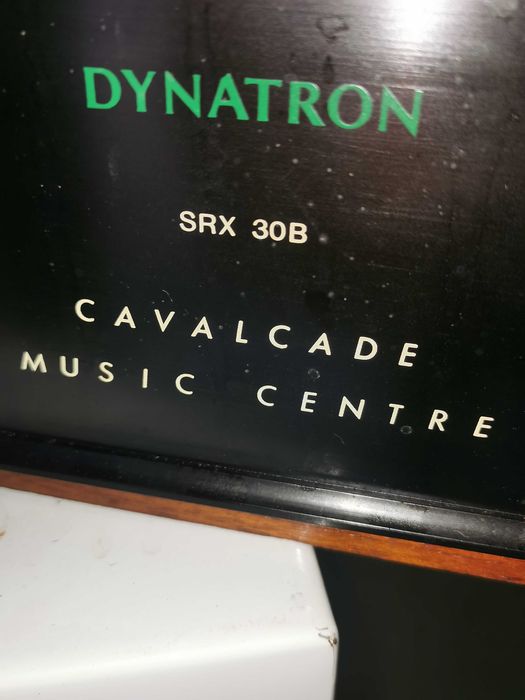 DYNATRON
SRX 30B
CAVALCADE
MUSIC CENTRE